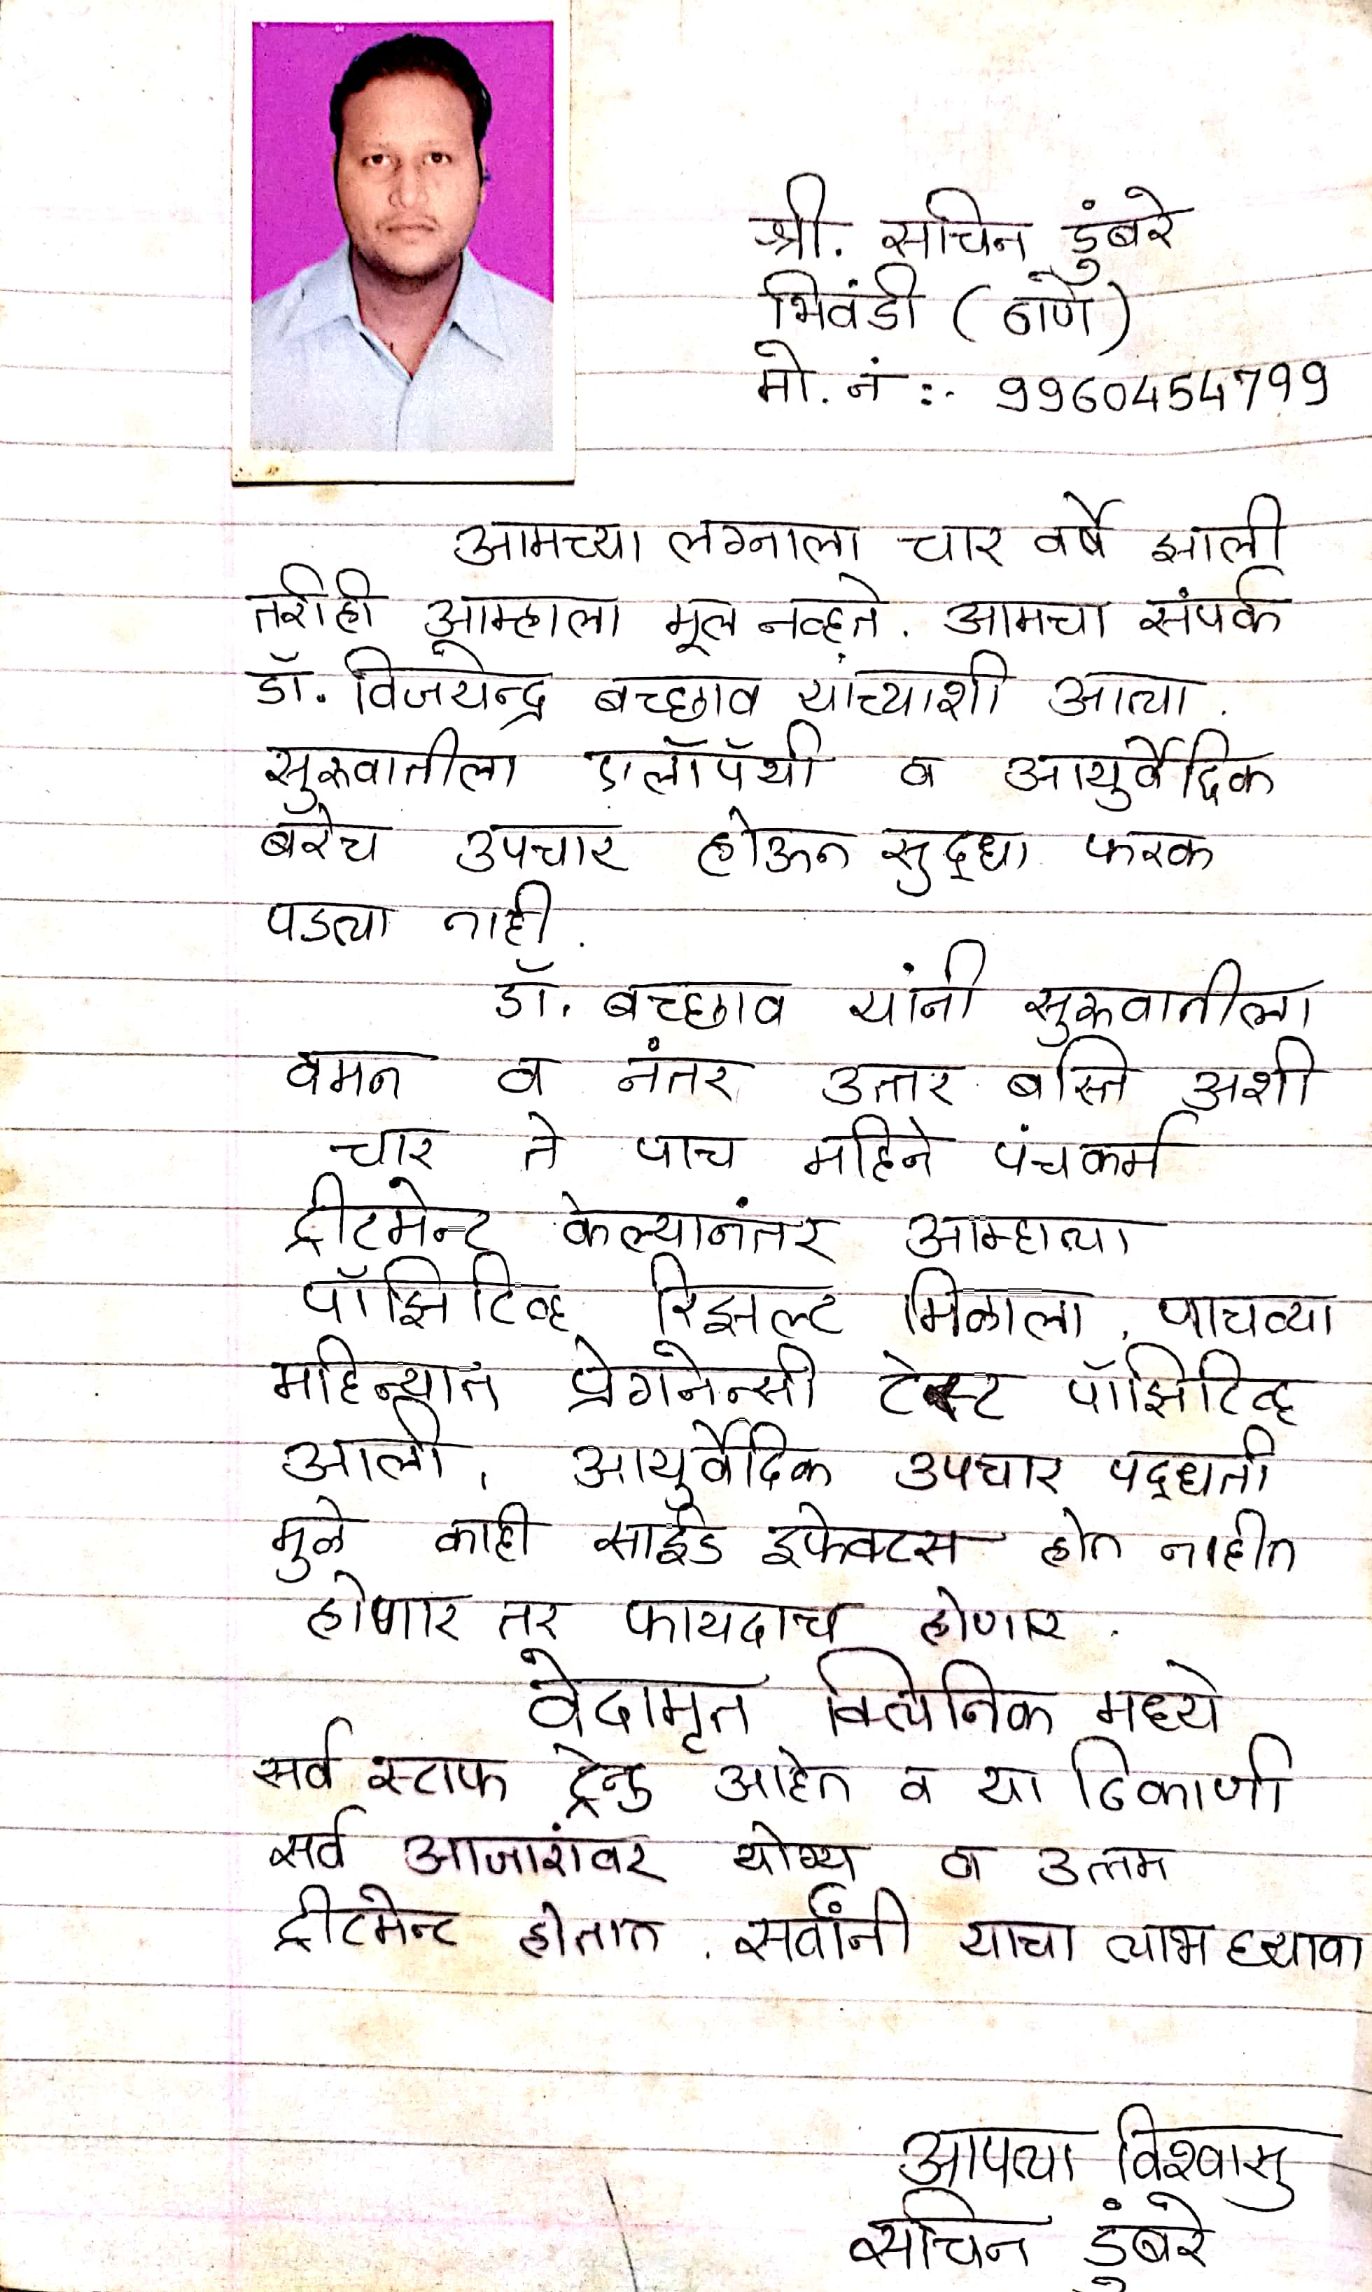 श्री. सचिन डुंबरे
भिवंडी (ठाणे)
मो. नं :- 9960454799
आमच्या लग्नाला चार वर्षे झाली
तरीही आम्हाला मूल नव्हते. आमचा संपर्क
डॉ. विजयेन्द्र बच्छाव यांच्याशी आला.
सुरुवातीला एलॉपॅथी व आयुर्वेदिक
बरेच उपचार होऊन सुद्धा फरक
पडला नाही.
डॉ. बच्छाव यांनी सुरुवातीला
वमन व नंतर उत्तर बस्ति अशी
चार ते पाच महिने पंचकर्म
ट्रीटमेन्ट केल्यानंतर आम्हाला
पॉझिटिव्ह रिझल्ट मिळाला. पाचव्या
महिन्यात प्रेगनेन्सी टेस्ट पॉझिटिव्ह
आली. आयुर्वेदिक उपचार पद्धती
मुळे काही साईड इफेक्टस होत नाहीत
होणार तर फायदाच होणार.
वेदामृत क्लिनिक मध्ये
सर्व स्टाफ ट्रेन्ड आहेत व या ठिकाणी
सर्व आजारांवर योग्य व उत्तम
ट्रीटमेन्ट होतात. सर्वांनी याचा लाभ घ्यावा
आपला विश्वासु
सचिन डुंबरे